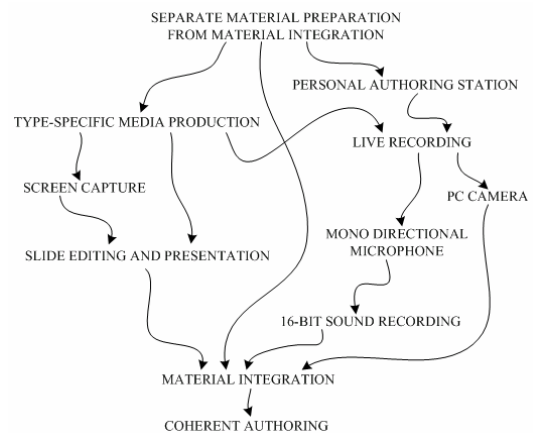 SEPARATE MATERIAL PREPARATION
FROM MATERIAL INTEGRATION
PERSONAL AUTHORING STATION
TYPE-SPECIFIC MEDIA PRODUCTION
LIVE RECORDING
SCREEN CAPTURE
PC CAMERA
MONO DIRECTIONAL
MICROPHONE
SLIDE EDITING AND PRESENTATION
16-BIT SOUND RECORDING
MATERIAL INTEGRATION
COHERENT AUTHORING